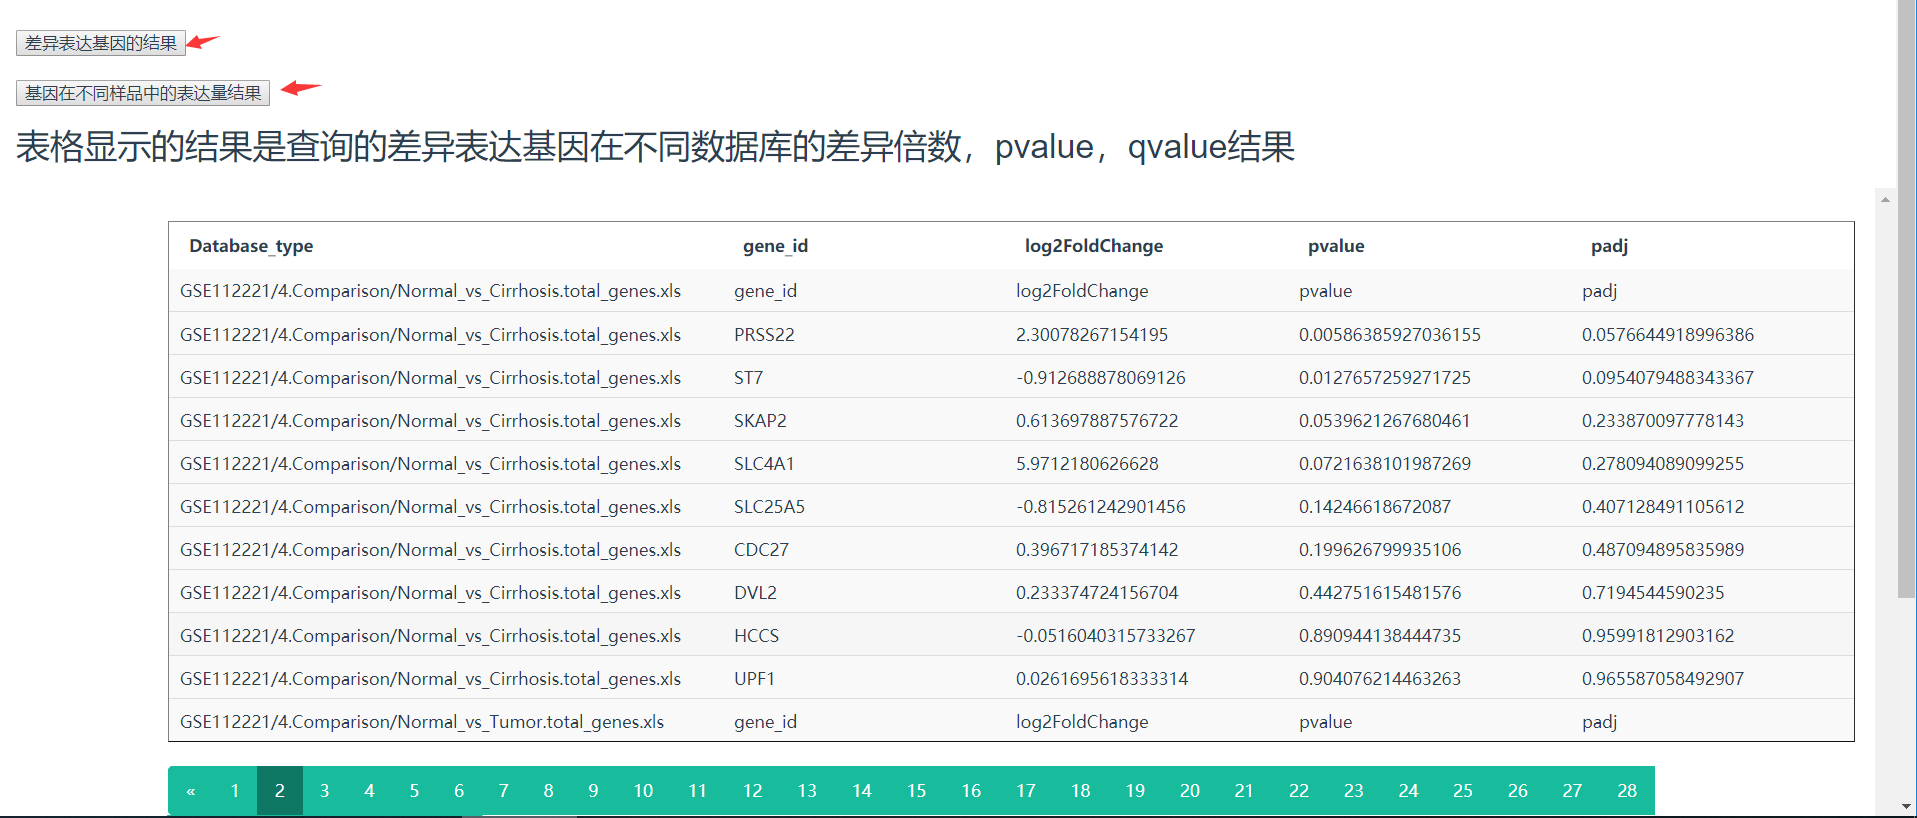 差异表达基因的结果
基因在不同样品中的表达量结果
表格显示的结果是查询的差异表达基因在不同数据库的差异倍数，pvalue，qvalue结果
Database_type gene_id log2FoldChange pvalue padj
GSE112221/4.Comparison/Normal_vs_Cirrhosis.total_genes.xls gene_id log2FoldChange pvalue padj
GSE112221/4.Comparison/Normal_vs_Cirrhosis.total_genes.xls PRSS22 2.30078267154195 0.00586385927036155 0.0576644918996386
GSE112221/4.Comparison/Normal_vs_Cirrhosis.total_genes.xls ST7 -0.912688878069126 0.0127657259271725 0.0954079488343367
GSE112221/4.Comparison/Normal_vs_Cirrhosis.total_genes.xls SKAP2 0.613697887576722 0.0539621267680461 0.233870097778143
GSE112221/4.Comparison/Normal_vs_Cirrhosis.total_genes.xls SLC4A1 5.9712180626628 0.0721638101987269 0.278094089099255
GSE112221/4.Comparison/Normal_vs_Cirrhosis.total_genes.xls SLC25A5 -0.815261242901456 0.14246618672087 0.407128491105612
GSE112221/4.Comparison/Normal_vs_Cirrhosis.total_genes.xls CDC27 0.396717185374142 0.199626799935106 0.487094895835989
GSE112221/4.Comparison/Normal_vs_Cirrhosis.total_genes.xls DVL2 0.233374724156704 0.442751615481576 0.7194544590235
GSE112221/4.Comparison/Normal_vs_Cirrhosis.total_genes.xls HCCS -0.0516040315733267 0.890944138444735 0.95991812903162
GSE112221/4.Comparison/Normal_vs_Cirrhosis.total_genes.xls UPF1 0.0261695618333314 0.904076214463263 0.965587058492907
GSE112221/4.Comparison/Normal_vs_Tumor.total_genes.xls gene_id log2FoldChange pvalue padj
« 1 2 3 4 5 6 7 8 9 10 11 12 13 14 15 16 17 18 19 20 21 22 23 24 25 26 27 28